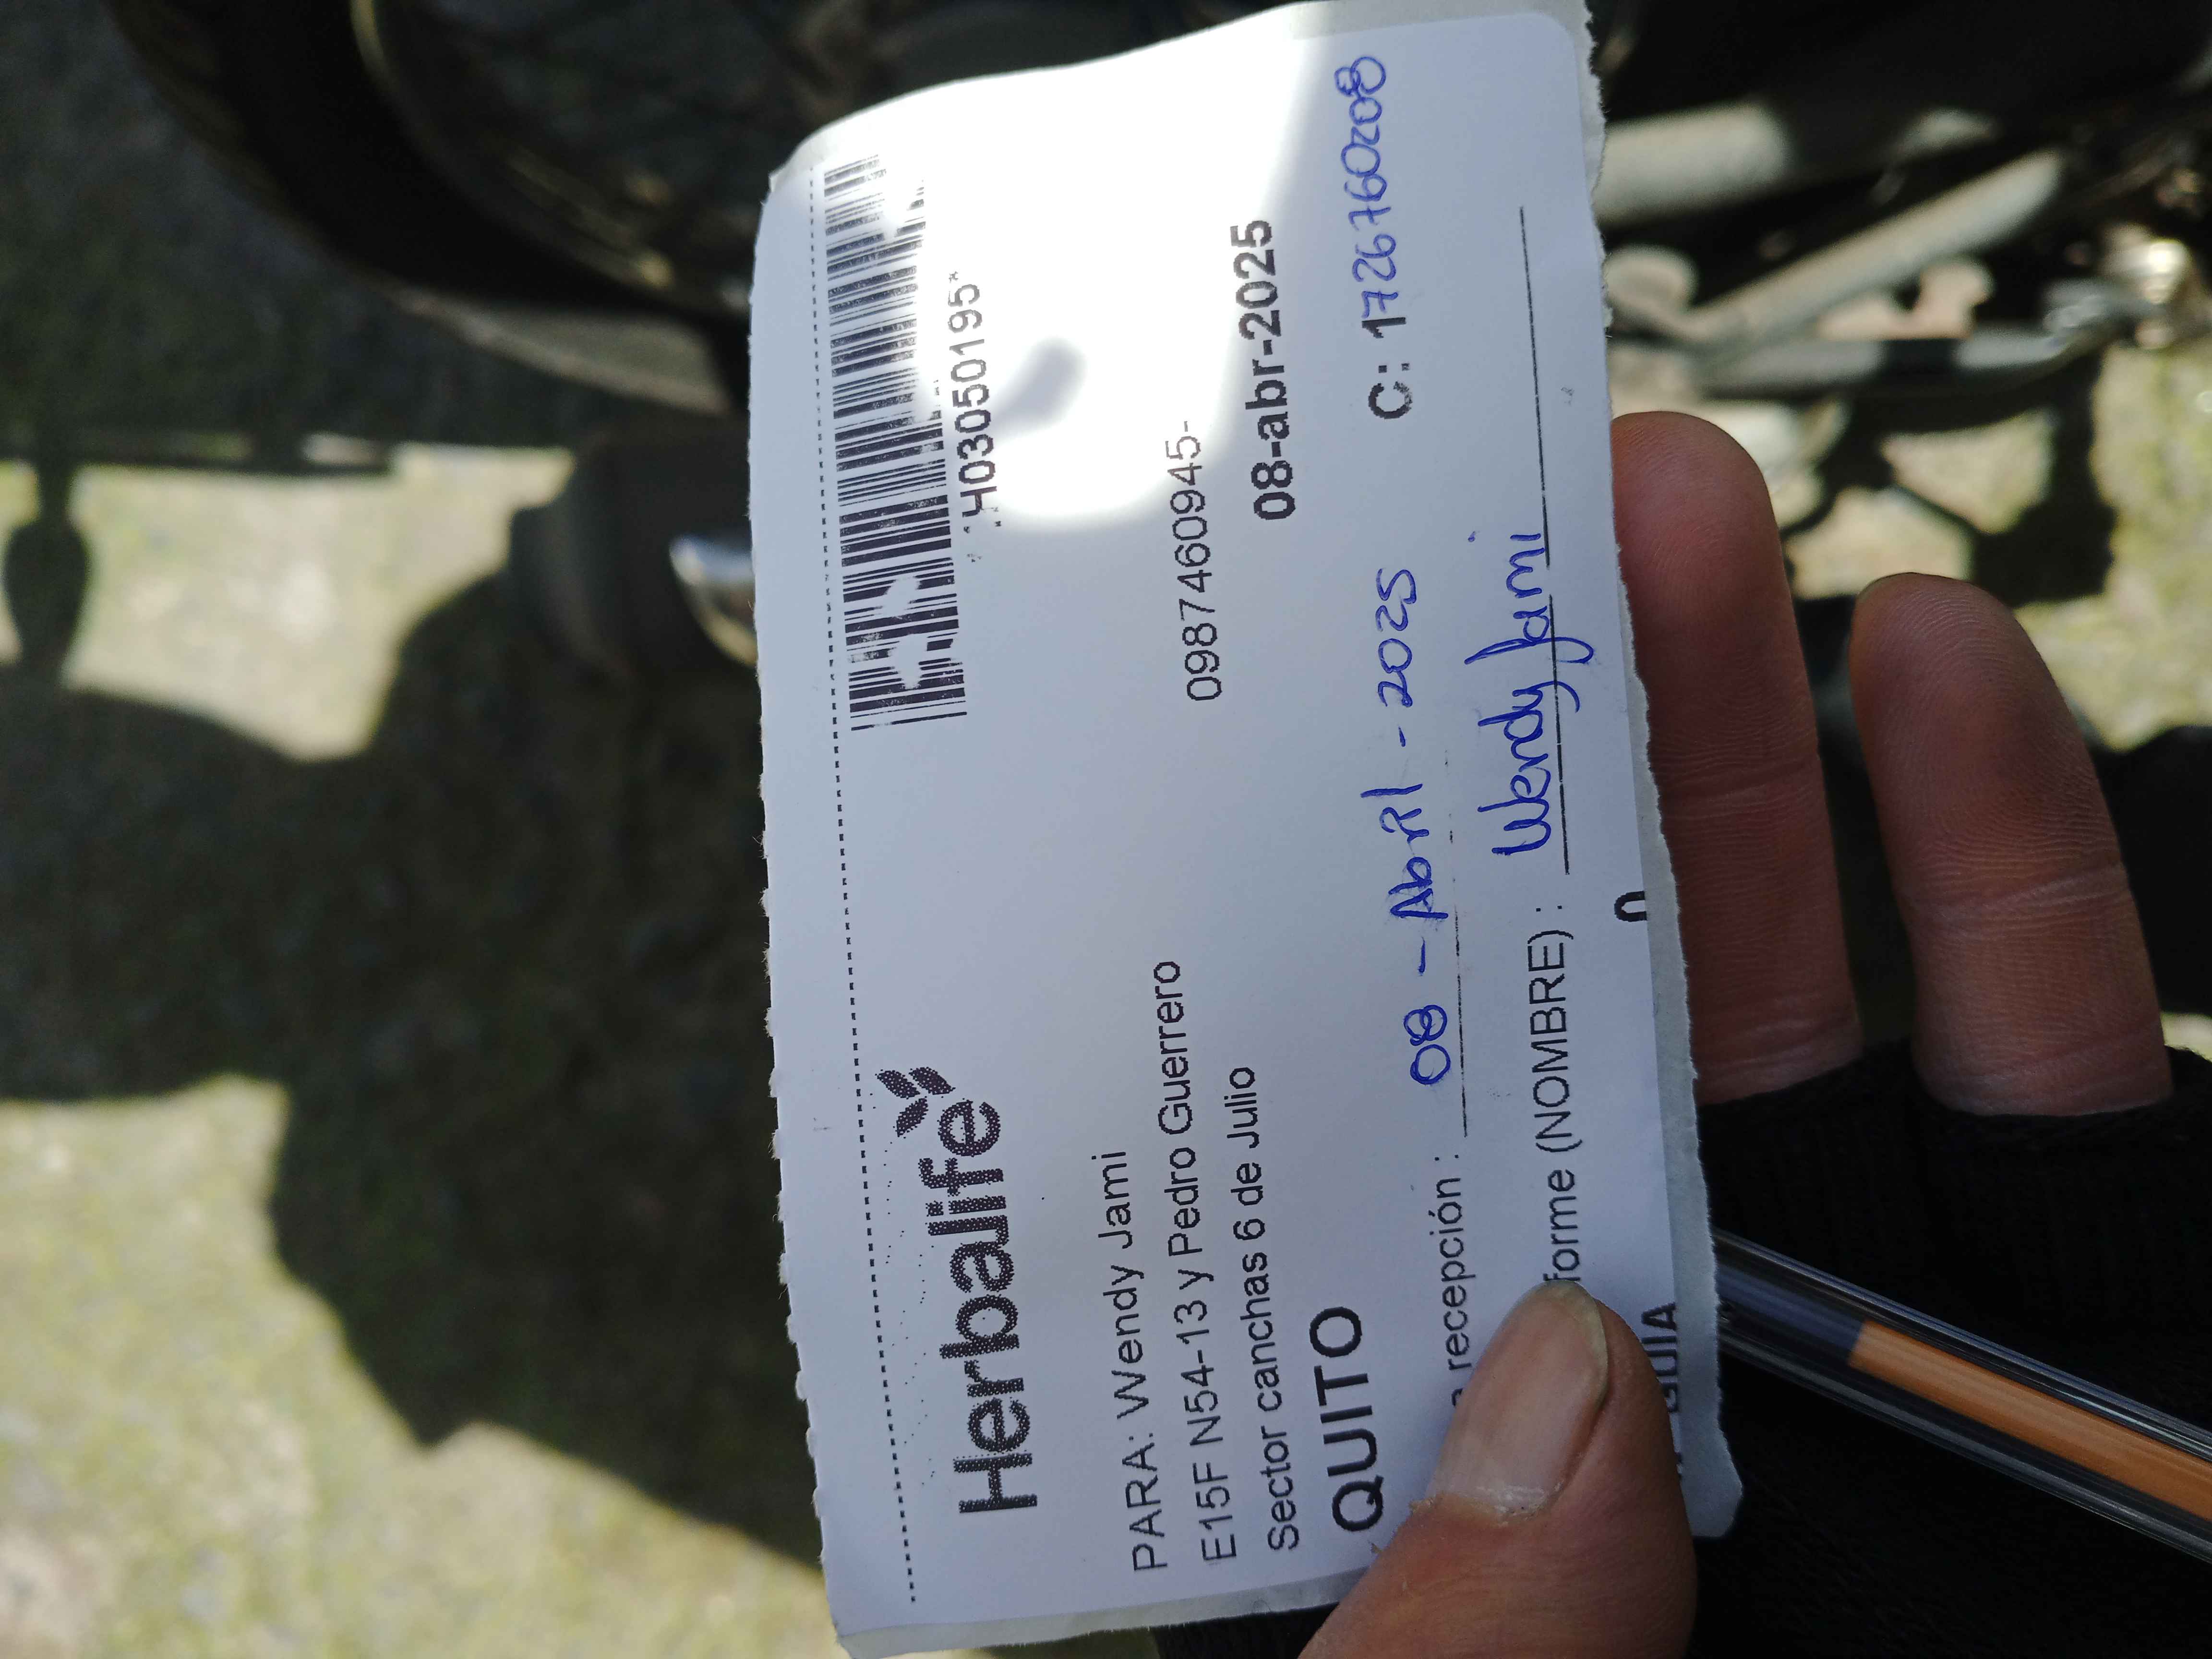 *H03050195*
Herbalife
PARA: Wendy Jami
E15F N54-13 y Pedro Guerrero 0987460945-
Sector canchas 6 de Julio
QUITO 08-abr-2025
recepción : 08 - Abril - 2025 C: 1726760208
forme (NOMBRE) : Wendy Jami